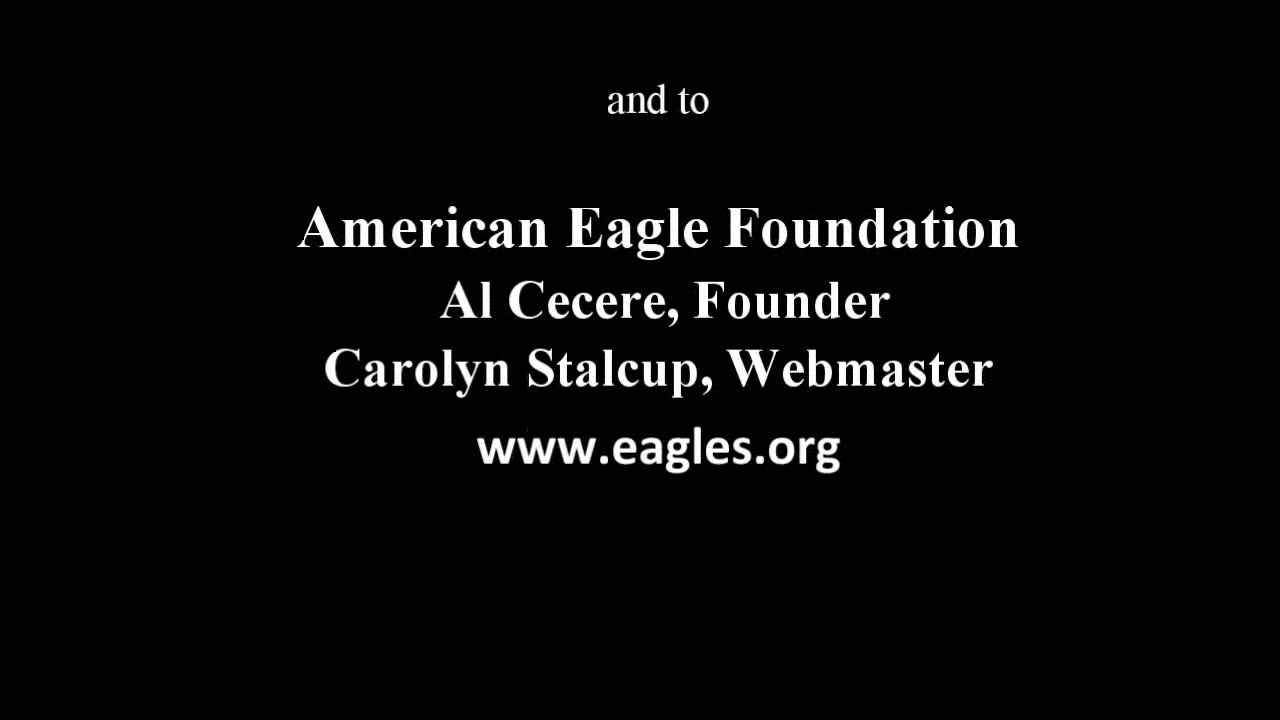 and to
American Eagle Foundation
Al Cecere, Founder
Carolyn Stalcup, Webmaster
www.eagles.org